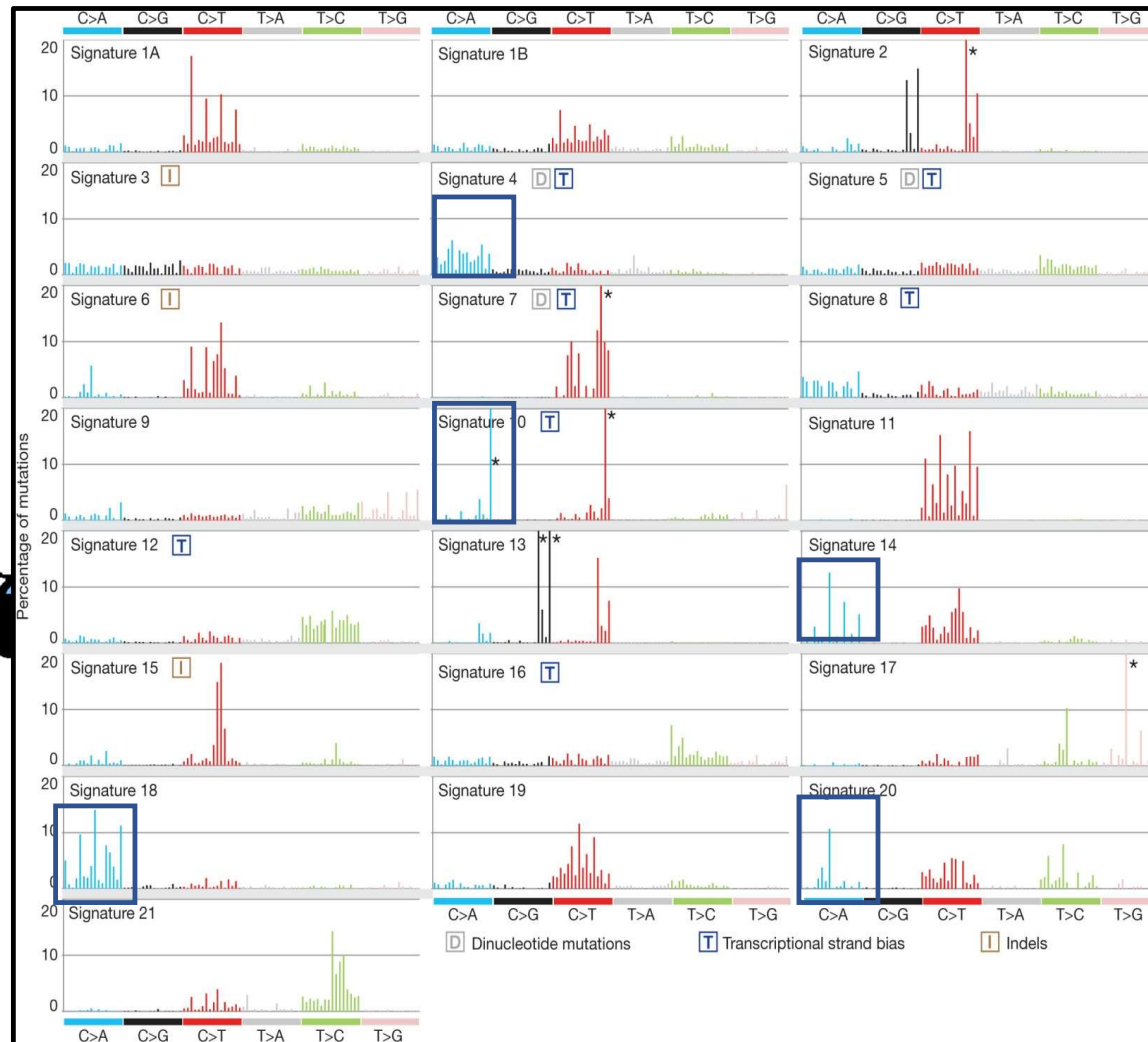 C>A C>G C>T T>A T>C T>G C>A C>G C>T T>A T>C T>G C>A C>G C>T T>A T>C T>G
Percentage of mutations
20 Signature 1A Signature 1B Signature 2 *
10
0
20 Signature 3 I Signature 4 D T Signature 5 D T
10
0
20 Signature 6 I Signature 7 D T * Signature 8 T
10
0
20 Signature 9 Signature 10 T * Signature 11
10 *
0
20 Signature 12 T Signature 13 * * Signature 14
10
0
20 Signature 15 I Signature 16 T Signature 17 *
10
0
20 Signature 18 Signature 19 Signature 20
10
0
C>A C>G C>T T>A T>C T>G C>A C>G C>T T>A T>C T>G
20 Signature 21
D Dinucleotide mutations T Transcriptional strand bias I Indels
10
0
C>A C>G C>T T>A T>C T>G